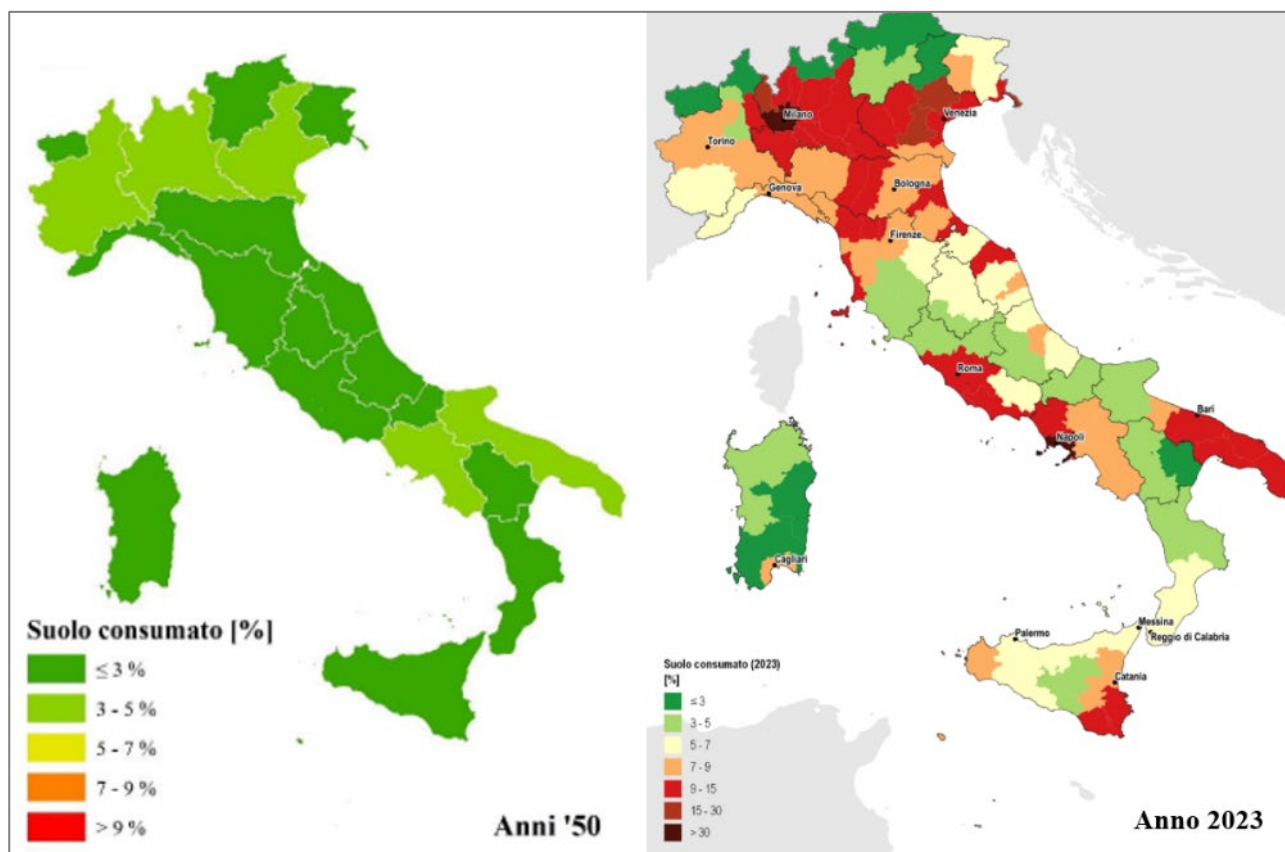 Suolo consumato [%]
≤ 3 %
3 - 5 %
5 - 7 %
7 - 9 %
> 9 %
Anni '50
Milano
Venezia
Torino
Genova
Bologna
Firenze
Roma
Bari
Napoli
Cagliari
Messina
Palermo
Reggio di Calabria
Catania
Suolo consumato (2023)
[%]
≤ 3
3 - 5
5 - 7
7 - 9
9 - 15
15 - 30
> 30
Anno 2023